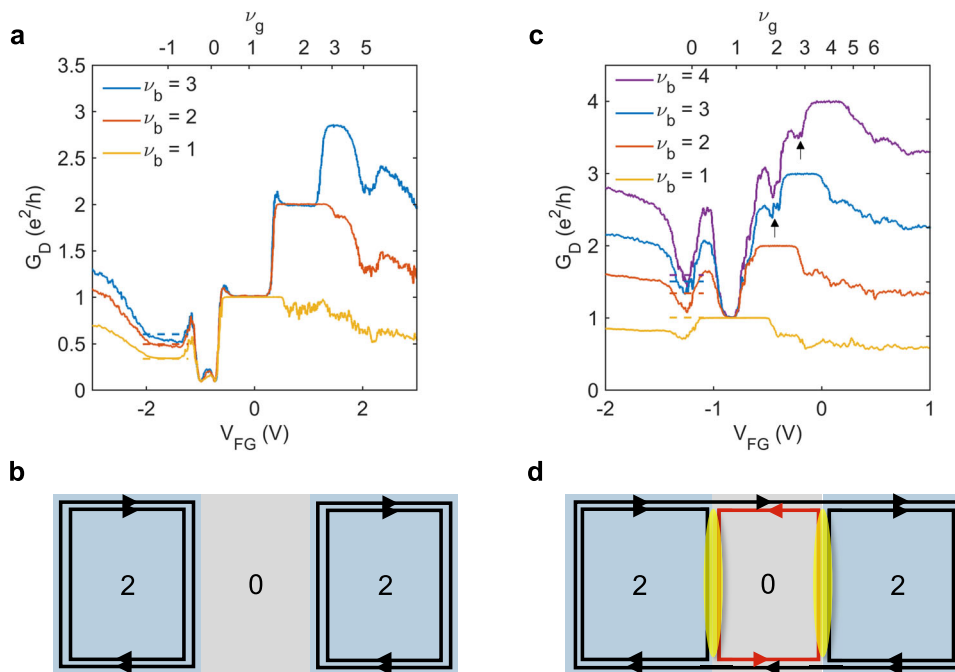 a
ν_g
-1 0 1 2 3 5
3.5
3
2.5
2
1.5
1
0.5
0
G_D (e²/h)
ν_b = 3
ν_b = 2
ν_b = 1
-2 0 2
V_FG (V)
c
ν_g
0 1 2 3 4 5 6
4
3
2
1
0
G_D (e²/h)
ν_b = 4
ν_b = 3
ν_b = 2
ν_b = 1
-2 -1 0 1
V_FG (V)
b
2 0 2
d
2 0 2